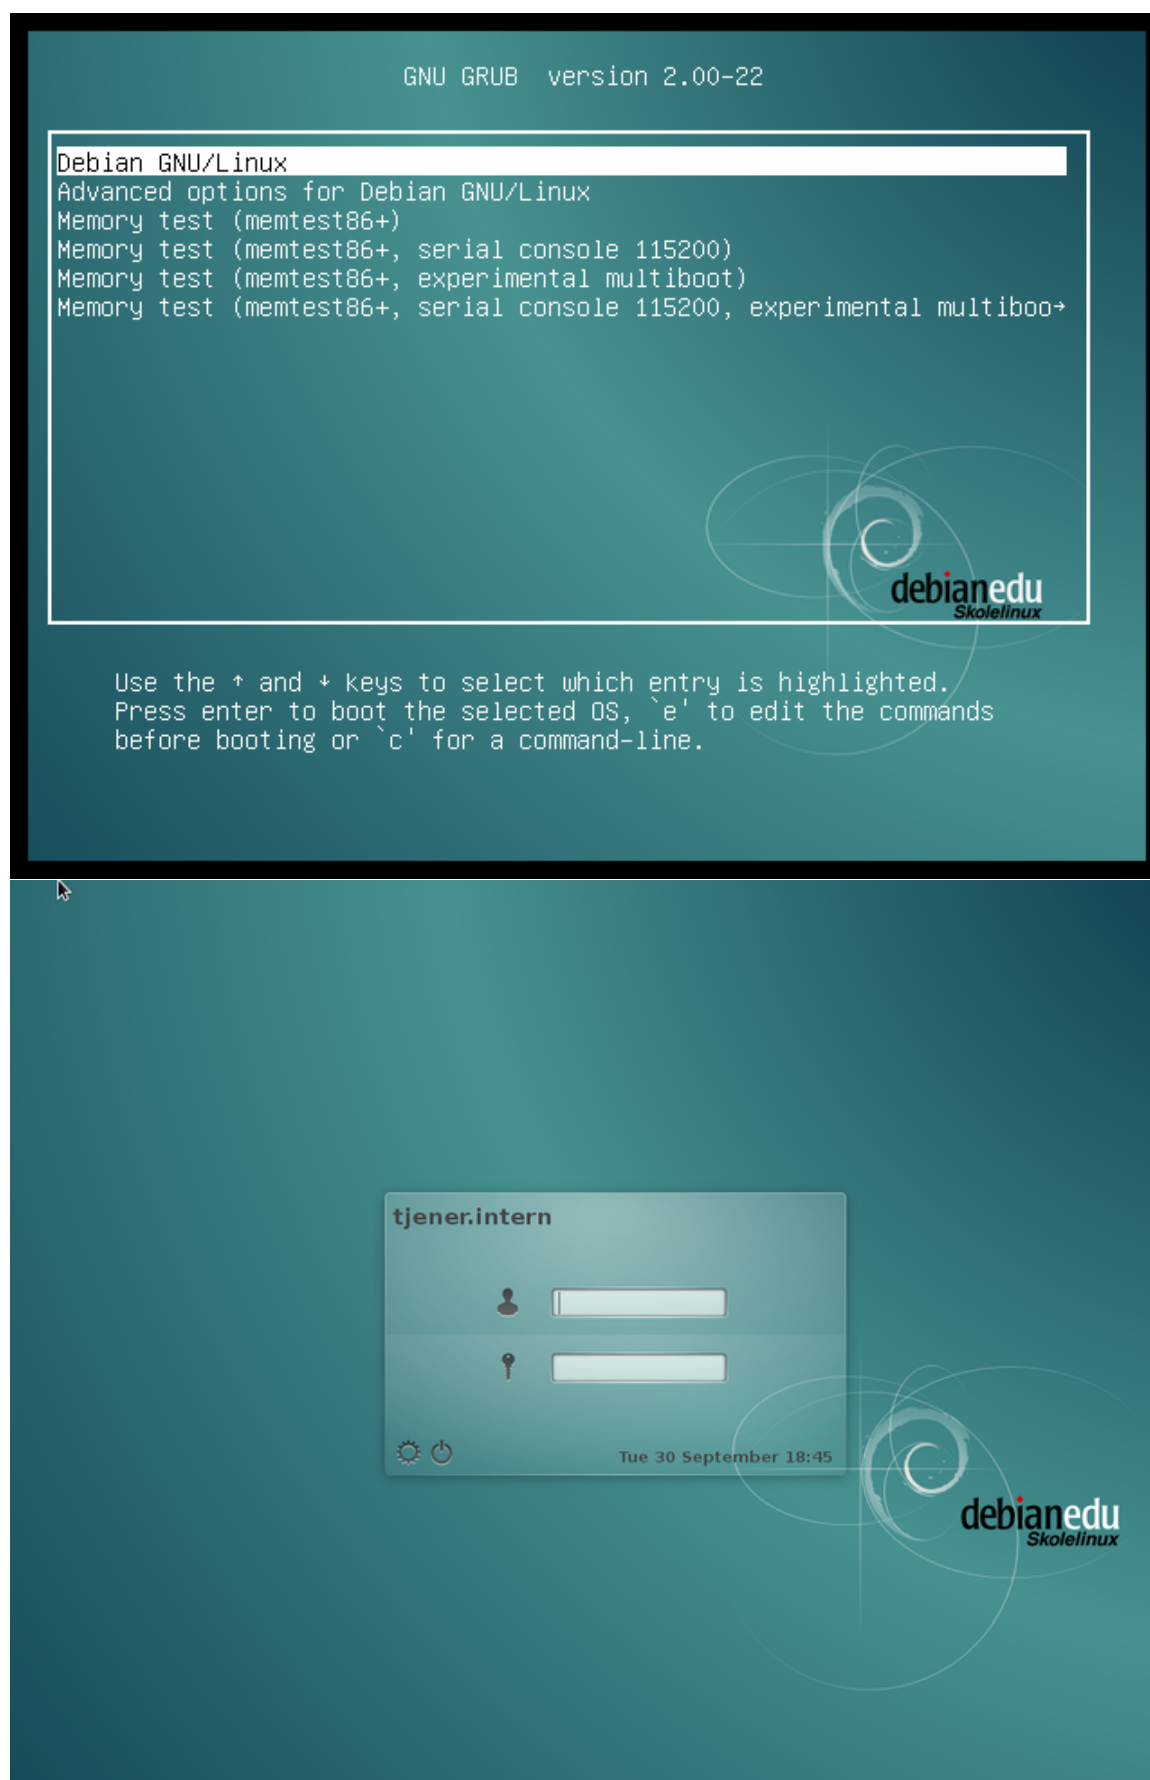 GNU GRUB  version 2.00-22
Debian GNU/Linux
Advanced options for Debian GNU/Linux
Memory test (memtest86+)
Memory test (memtest86+, serial console 115200)
Memory test (memtest86+, experimental multiboot)
Memory test (memtest86+, serial console 115200, experimental multiboo→
debianedu
Skolelinux
Use the ↑ and ↓ keys to select which entry is highlighted.
Press enter to boot the selected OS, `e' to edit the commands
before booting or `c' for a command-line.
tjener.intern
Tue 30 September 18:45
debianedu
Skolelinux